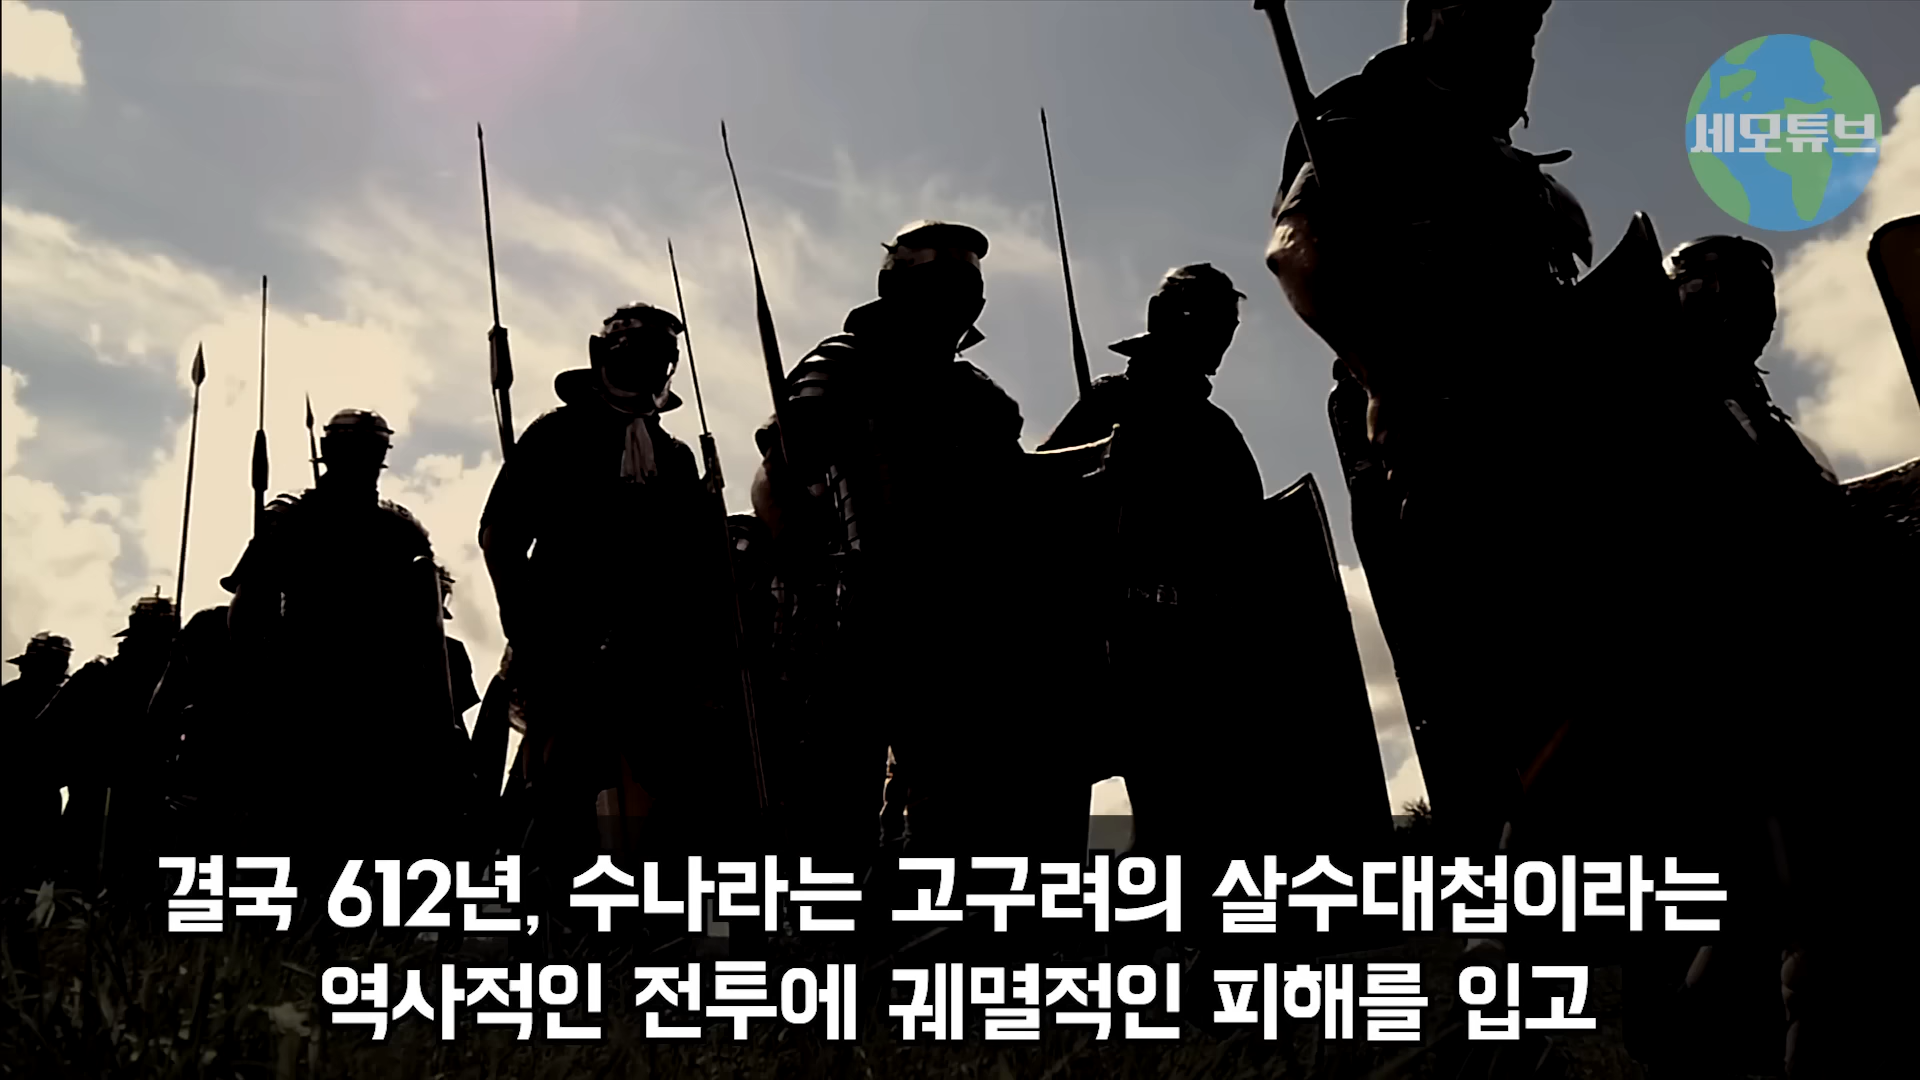 세모튜브
결국 612년, 수나라는 고구려의 살수대첩이라는
역사적인 전투에 궤멸적인 피해를 입고